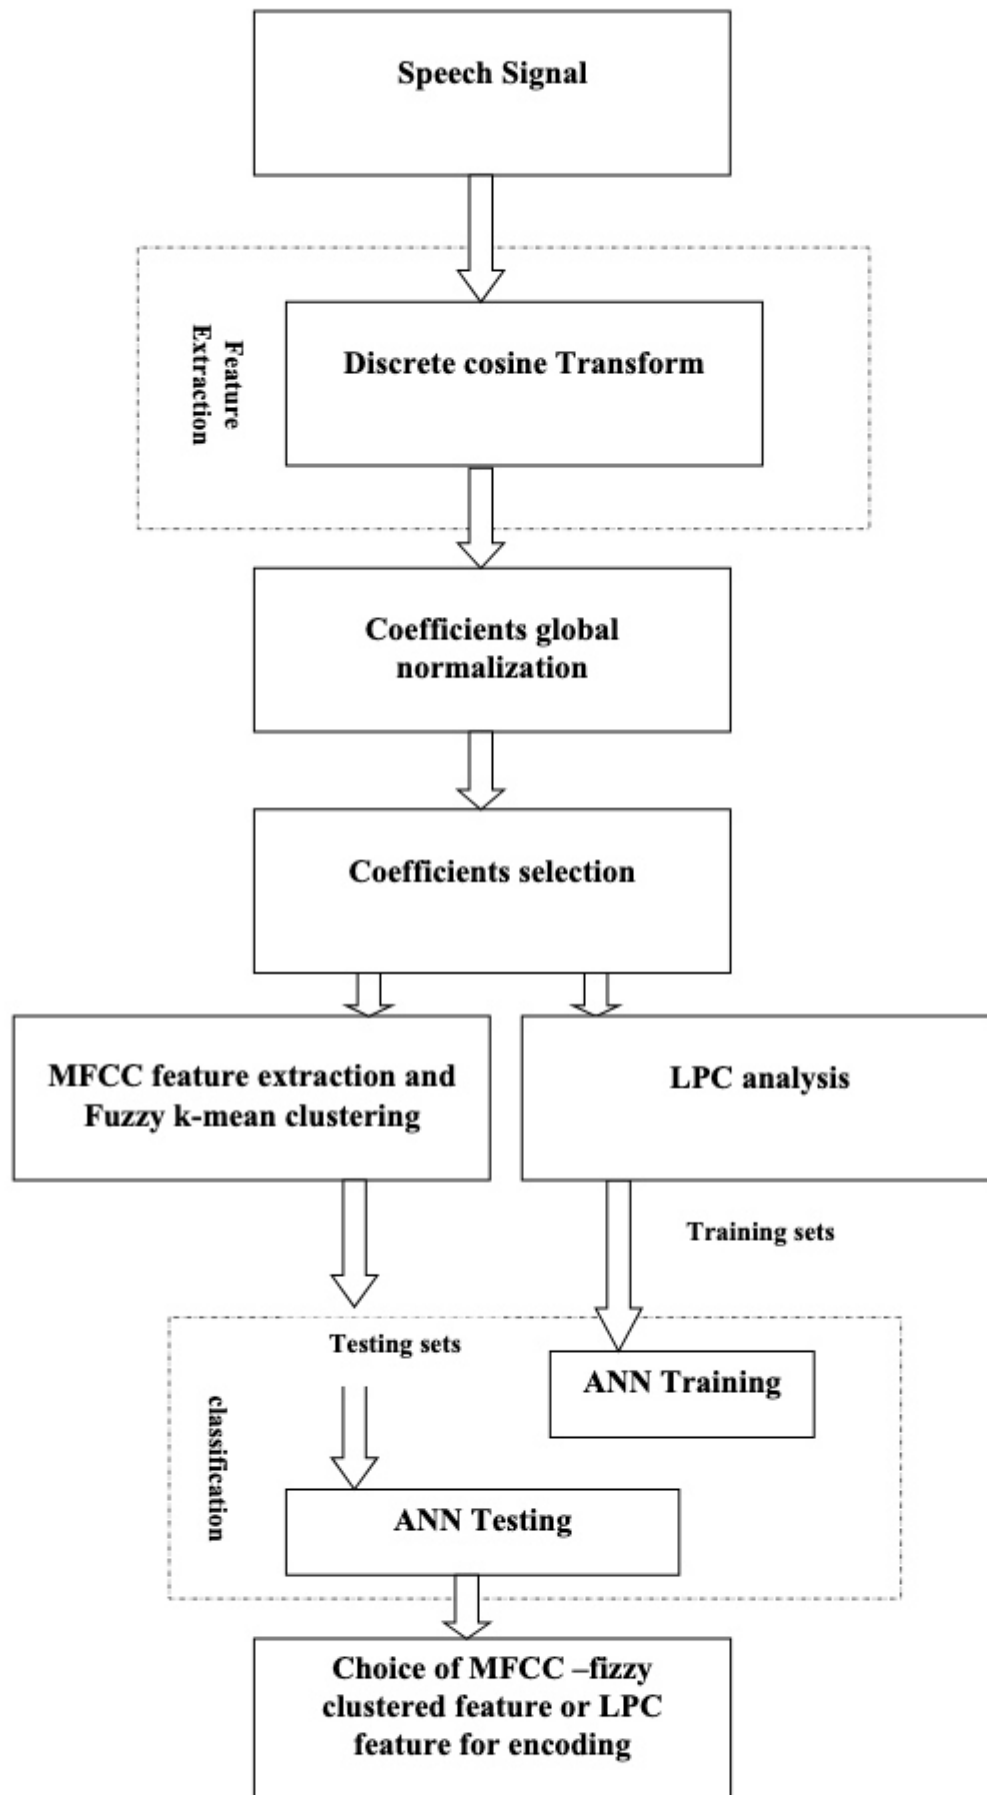 Speech Signal
Feature
Extraction
Discrete cosine Transform
Coefficients global
normalization
Coefficients selection
MFCC feature extraction and
Fuzzy k-mean clustering
LPC analysis
Training sets
Testing sets
ANN Training
classification
ANN Testing
Choice of MFCC –fizzy
clustered feature or LPC
feature for encoding